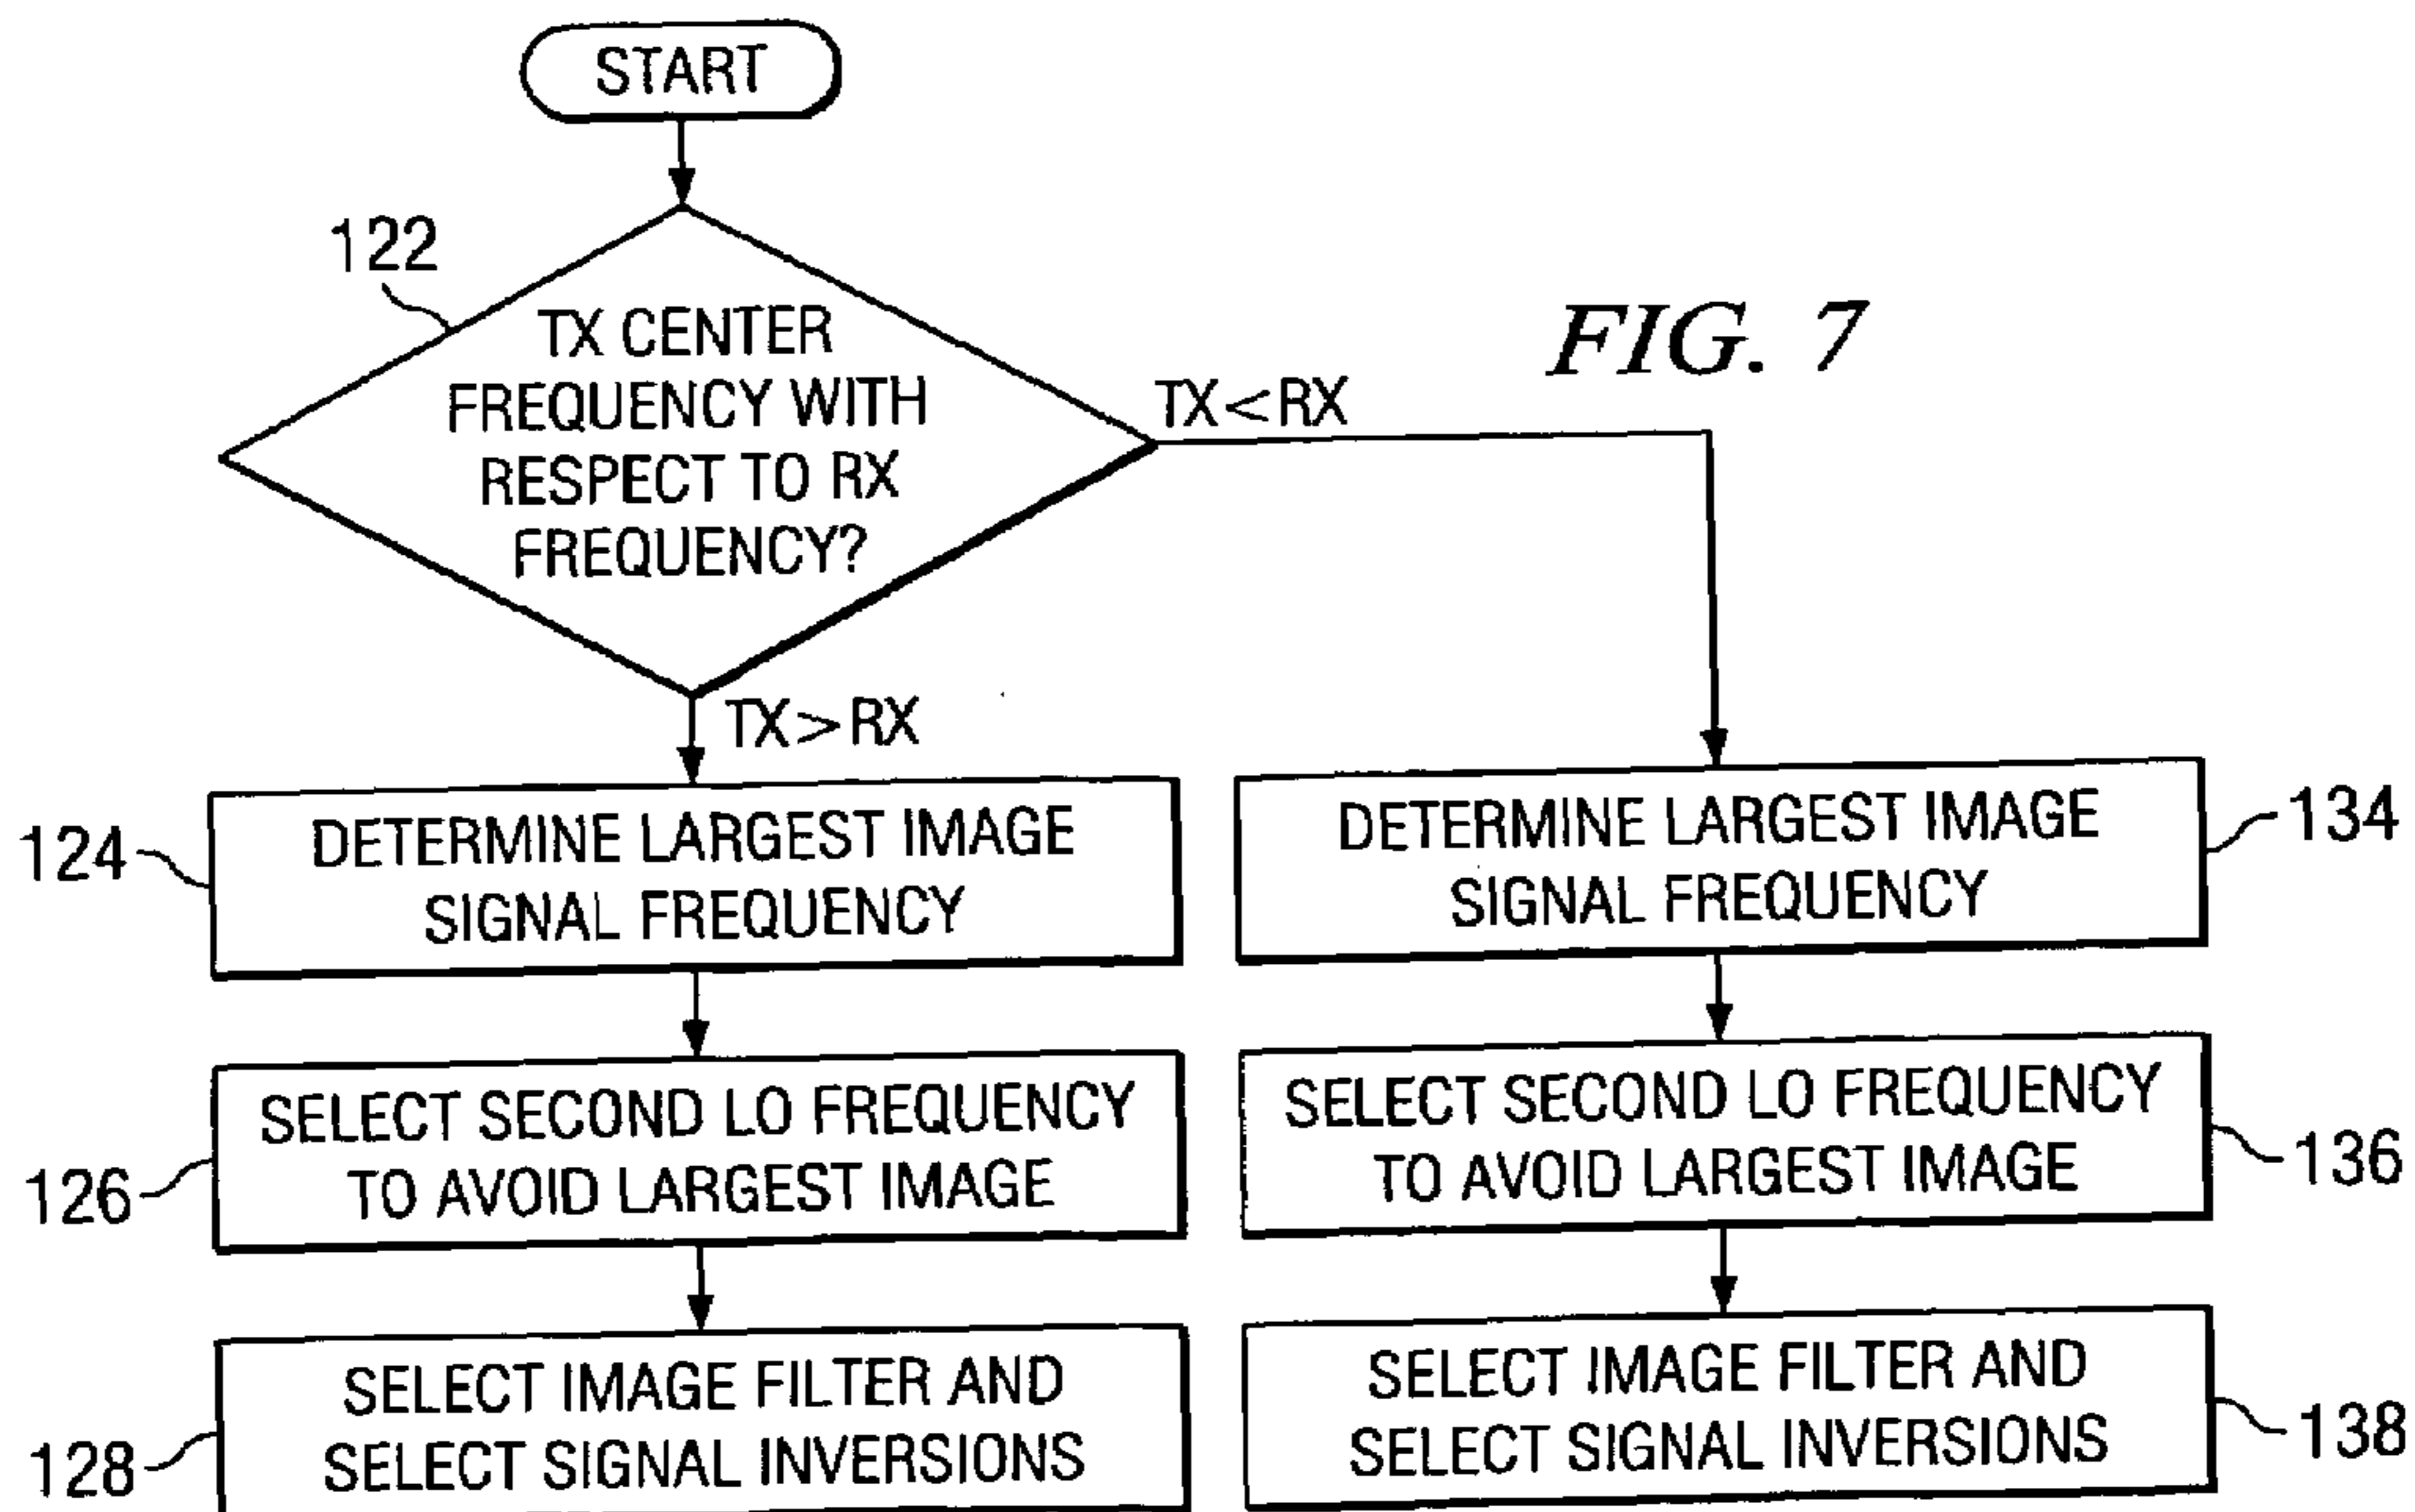 START
122
TX CENTER
FREQUENCY WITH
RESPECT TO RX
FREQUENCY?
FIG. 7
TX<RX
TX>RX
124
DETERMINE LARGEST IMAGE
SIGNAL FREQUENCY
DETERMINE LARGEST IMAGE
SIGNAL FREQUENCY
134
126
SELECT SECOND LO FREQUENCY
TO AVOID LARGEST IMAGE
SELECT SECOND LO FREQUENCY
TO AVOID LARGEST IMAGE
136
128
SELECT IMAGE FILTER AND
SELECT SIGNAL INVERSIONS
SELECT IMAGE FILTER AND
SELECT SIGNAL INVERSIONS
138